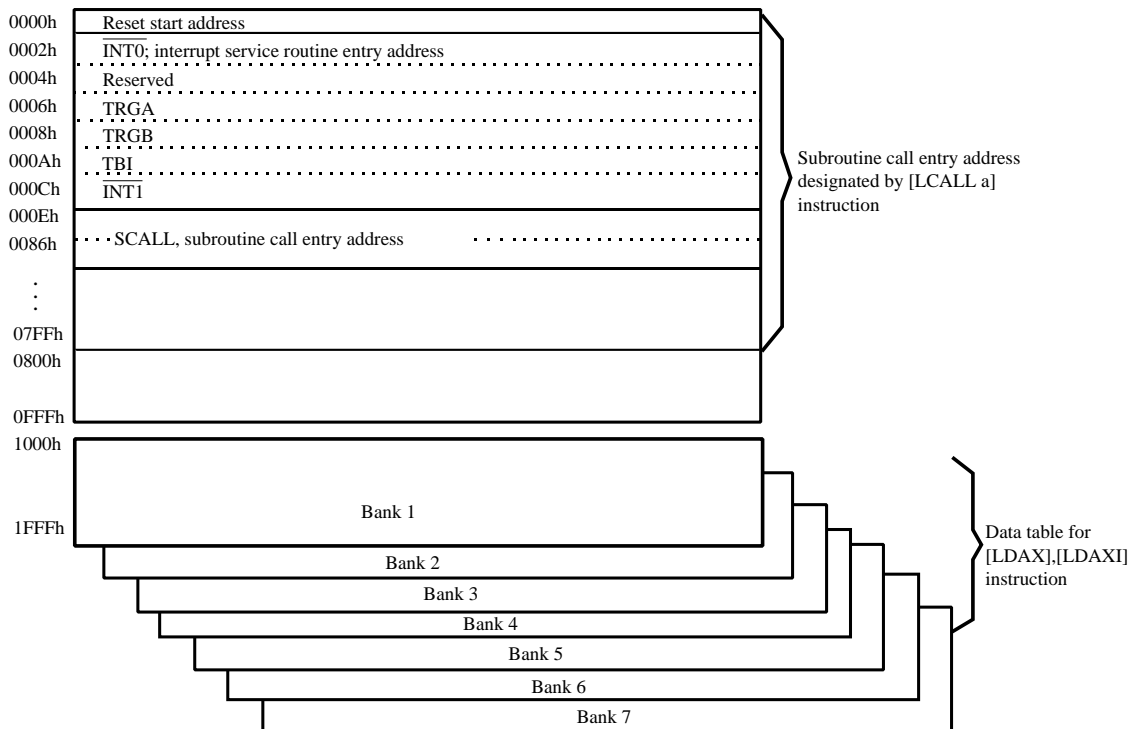 0000h Reset start address
0002h INT0; interrupt service routine entry address
0004h Reserved
0006h TRGA
0008h TRGB
000Ah TBI
000Ch INT1
000Eh
0086h SCALL, subroutine call entry address
07FFh
0800h
0FFFh
Subroutine call entry address
designated by [LCALL a]
instruction
1000h
1FFFh
Bank 1
Bank 2
Bank 3
Bank 4
Bank 5
Bank 6
Bank 7
Data table for
[LDAX],[LDAXI]
instruction